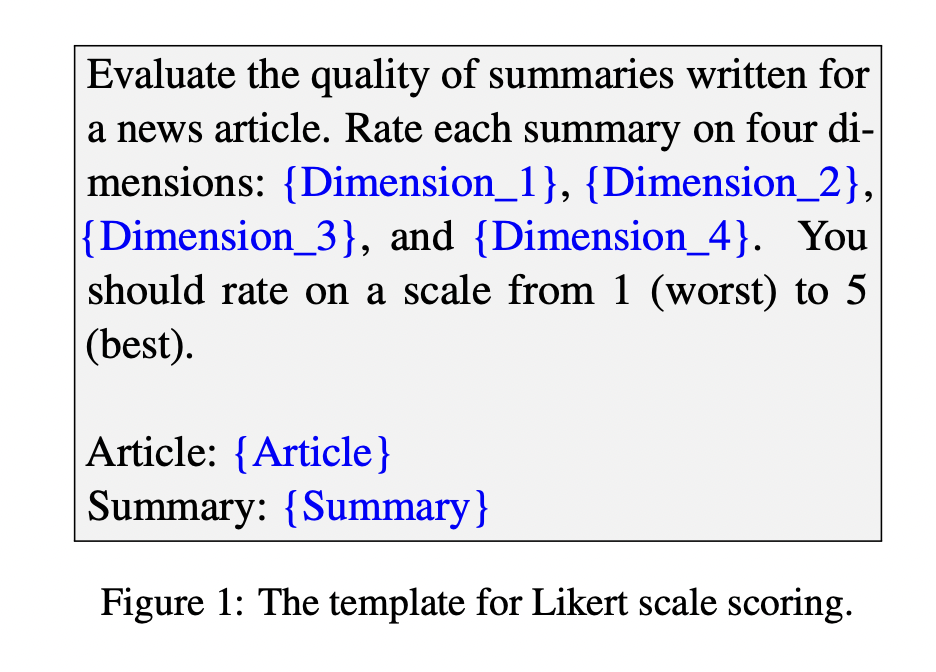 Evaluate the quality of summaries written for
a news article. Rate each summary on four di-
mensions: {Dimension_1}, {Dimension_2},
{Dimension_3}, and {Dimension_4}. You
should rate on a scale from 1 (worst) to 5
(best).
Article: {Article}
Summary: {Summary}
Figure 1: The template for Likert scale scoring.